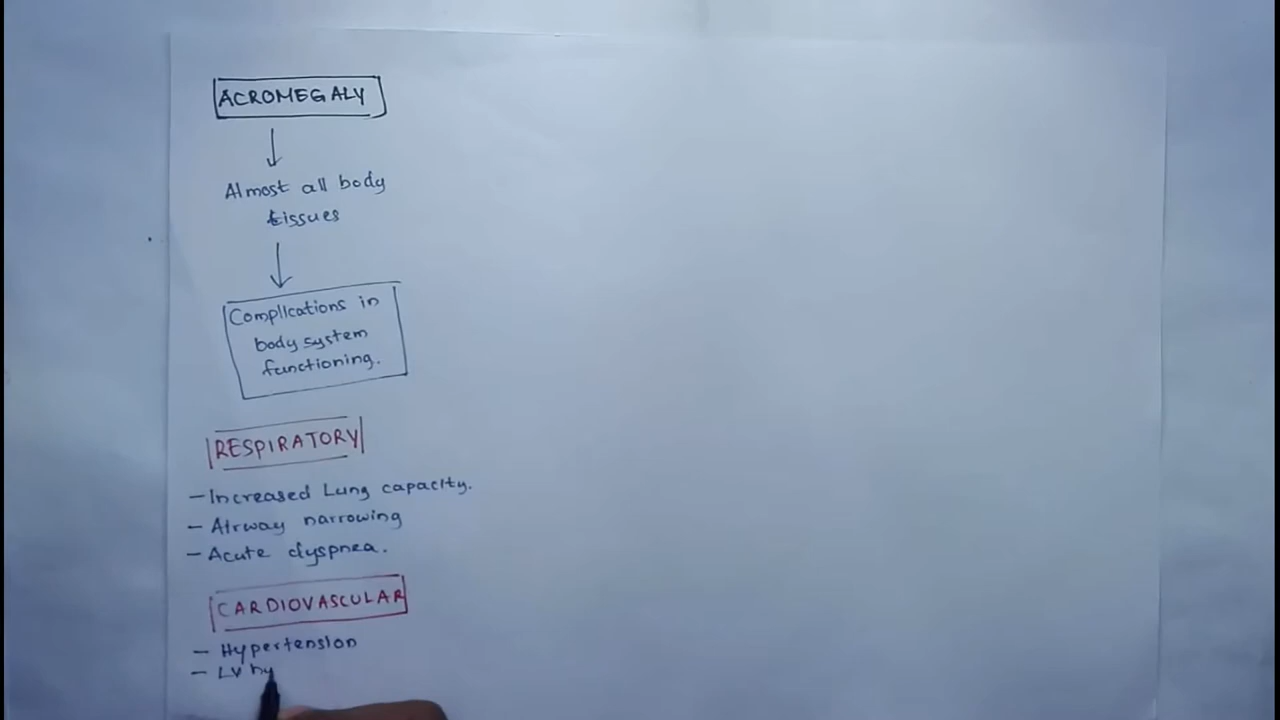 ACROMEGALY
Almost all body
tissues
Complications in
body system
functioning.
RESPIRATORY
- Increased Lung capacity.
- Airway narrowing
- Acute dyspnea.
CARDIOVASCULAR
- Hypertension
- LV hy